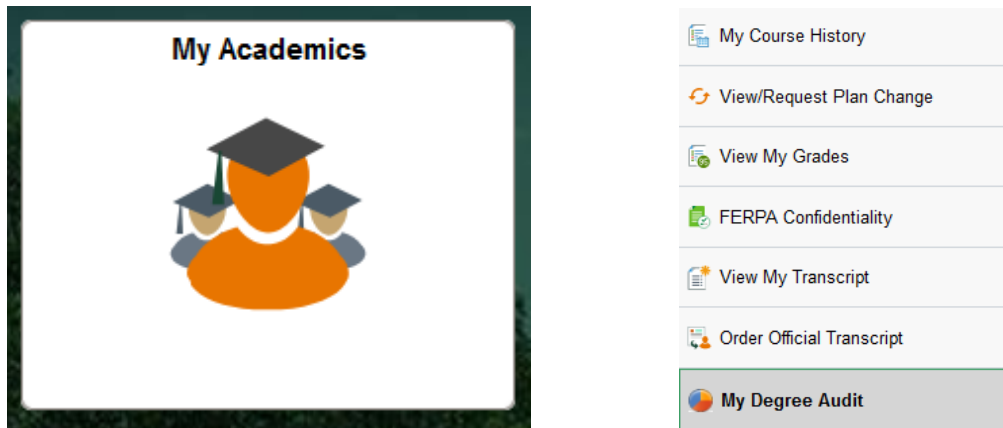 My Academics
My Course History
View/Request Plan Change
View My Grades
FERPA Confidentiality
View My Transcript
Order Official Transcript
My Degree Audit